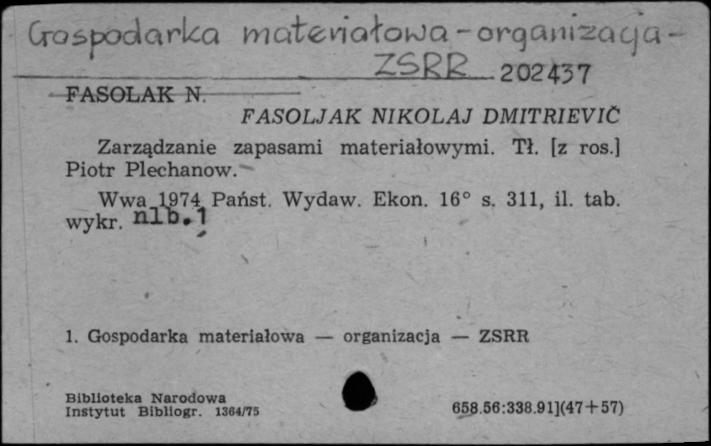 Gospodarka materiałowa - organizacja -
ZSRR 202437
FASOLAK N.
FASOLJAK NIKOLAJ DMITRIEVIČ
Zarządzanie zapasami materiałowymi. Tł. [z ros.]
Piotr Plechanow.
Wwa 1974 Państ. Wydaw. Ekon. 16° s. 311, il. tab.
wykr. nlb.1
1. Gospodarka materiałowa — organizacja — ZSRR
Biblioteka Narodowa
Instytut Bibliogr. 1364/75
658.56:338.91](47+57)